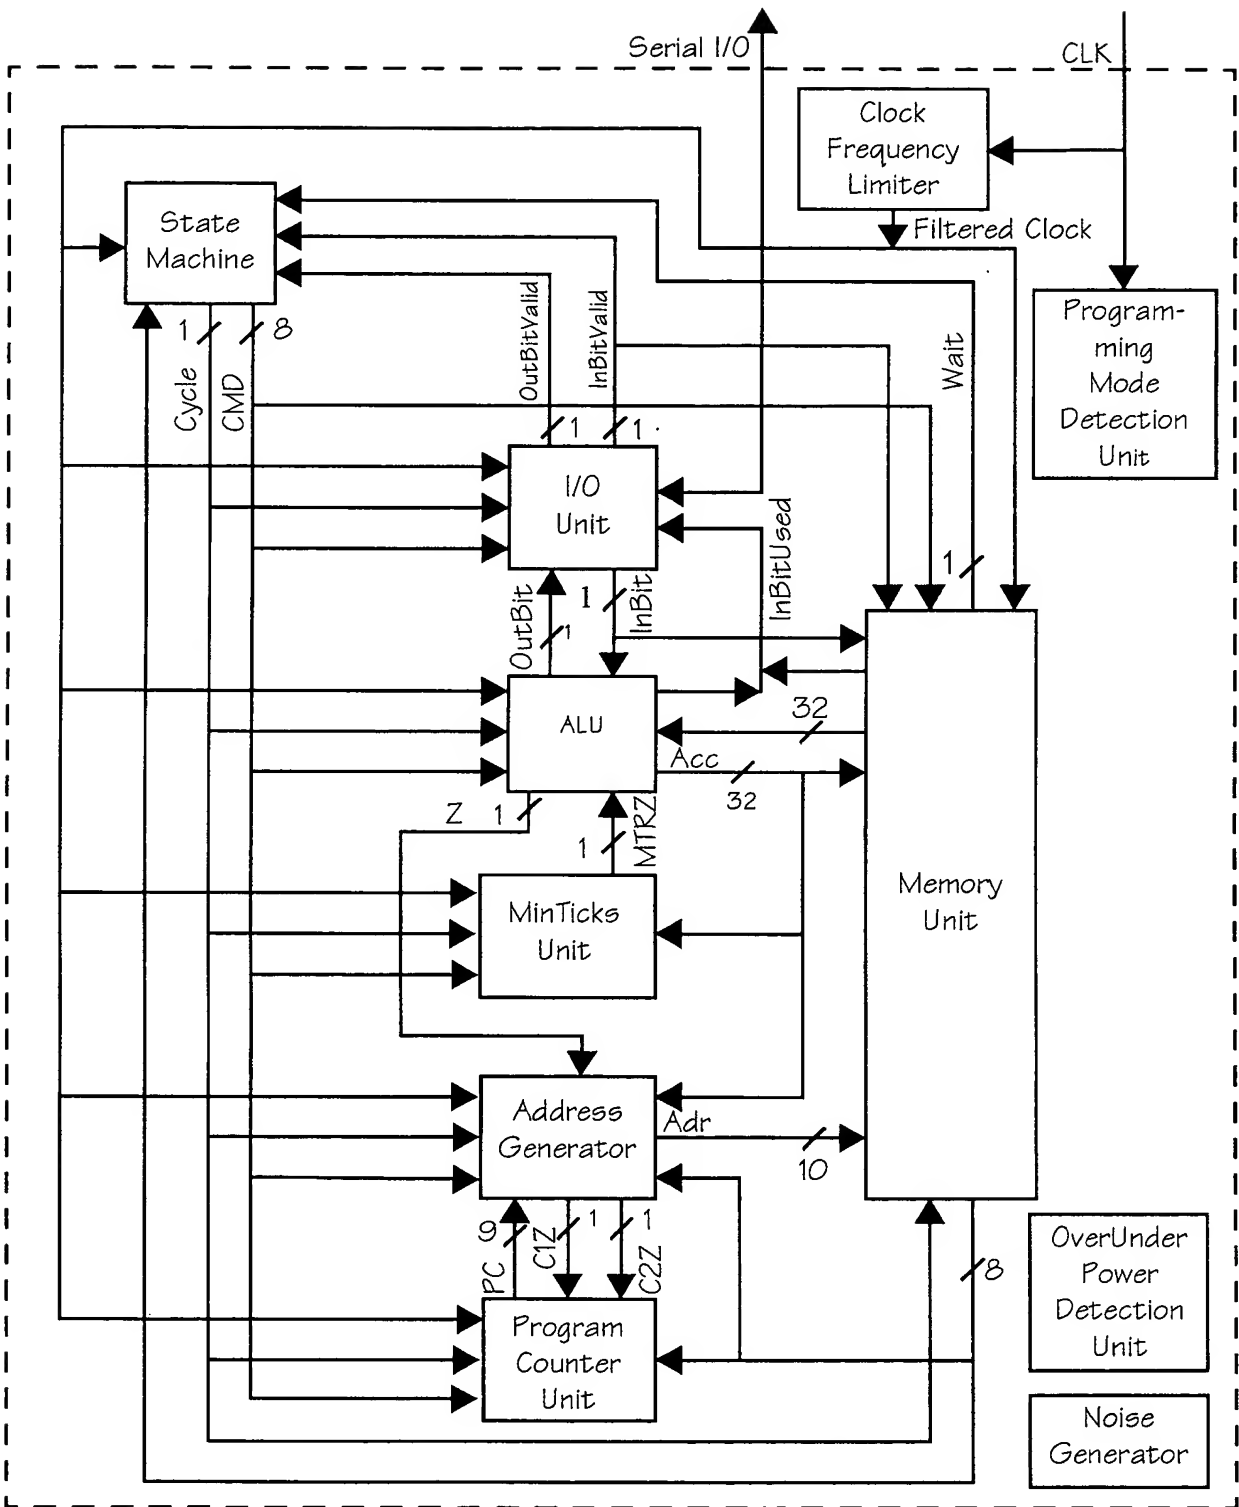 Serial I/O
CLK
Clock
Frequency
Limiter
Filtered Clock
State
Machine
1
8
Cycle
CMD
OutBitValid
InBitValid
Wait
Program-
ming
Mode
Detection
Unit
1
1
I/O
Unit
InBitUsed
1
OutBit
1
1
InBit
ALU
32
Acc
32
Z
1
1
MTRZ
MinTicks
Unit
Memory
Unit
Address
Generator
Adr
10
9
PC
C1Z
1
1
C2Z
8
Program
Counter
Unit
OverUnder
Power
Detection
Unit
Noise
Generator